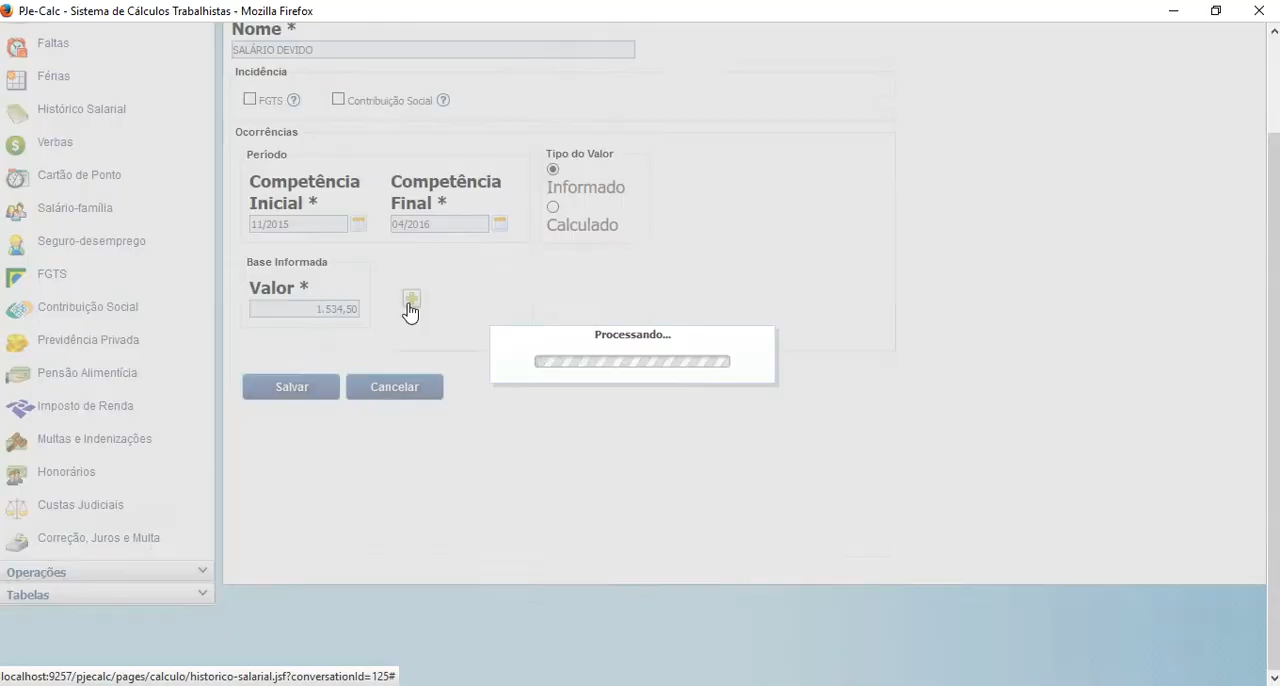 PJe-Calc - Sistema de Cálculos Trabalhistas - Mozilla Firefox
Faltas
Férias
Histórico Salarial
Verbas
Cartão de Ponto
Salário-família
Seguro-desemprego
FGTS
Contribuição Social
Previdência Privada
Pensão Alimentícia
Imposto de Renda
Multas e Indenizações
Honorários
Custas Judiciais
Correção, Juros e Multa
Operações
Tabelas
Nome *
SALÁRIO DEVIDO
Incidência
FGTS ? Contribuição Social ?
Ocorrências
Período
Competência Inicial *
11/2015
Competência Final *
04/2016
Tipo do Valor
Informado
Calculado
Base Informada
Valor *
1.534,50
Processando...
Salvar Cancelar
localhost:9257/pjecalc/pages/calculo/historico-salarial.jsf?conversationId=125#